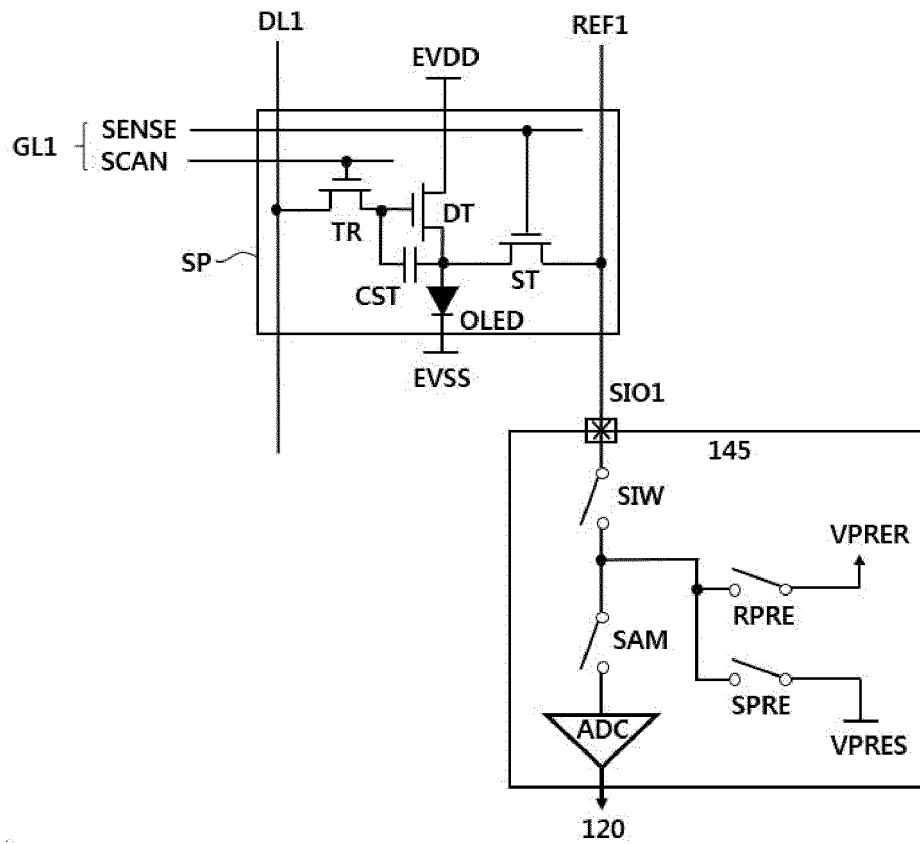 DL1
REF1
EVDD
GL1
SENSE
SCAN
TR
DT
SP
CST
ST
OLED
EVSS
SIO1
145
SIW
VPRER
RPRE
SAM
SPRE
ADC
VPRES
120